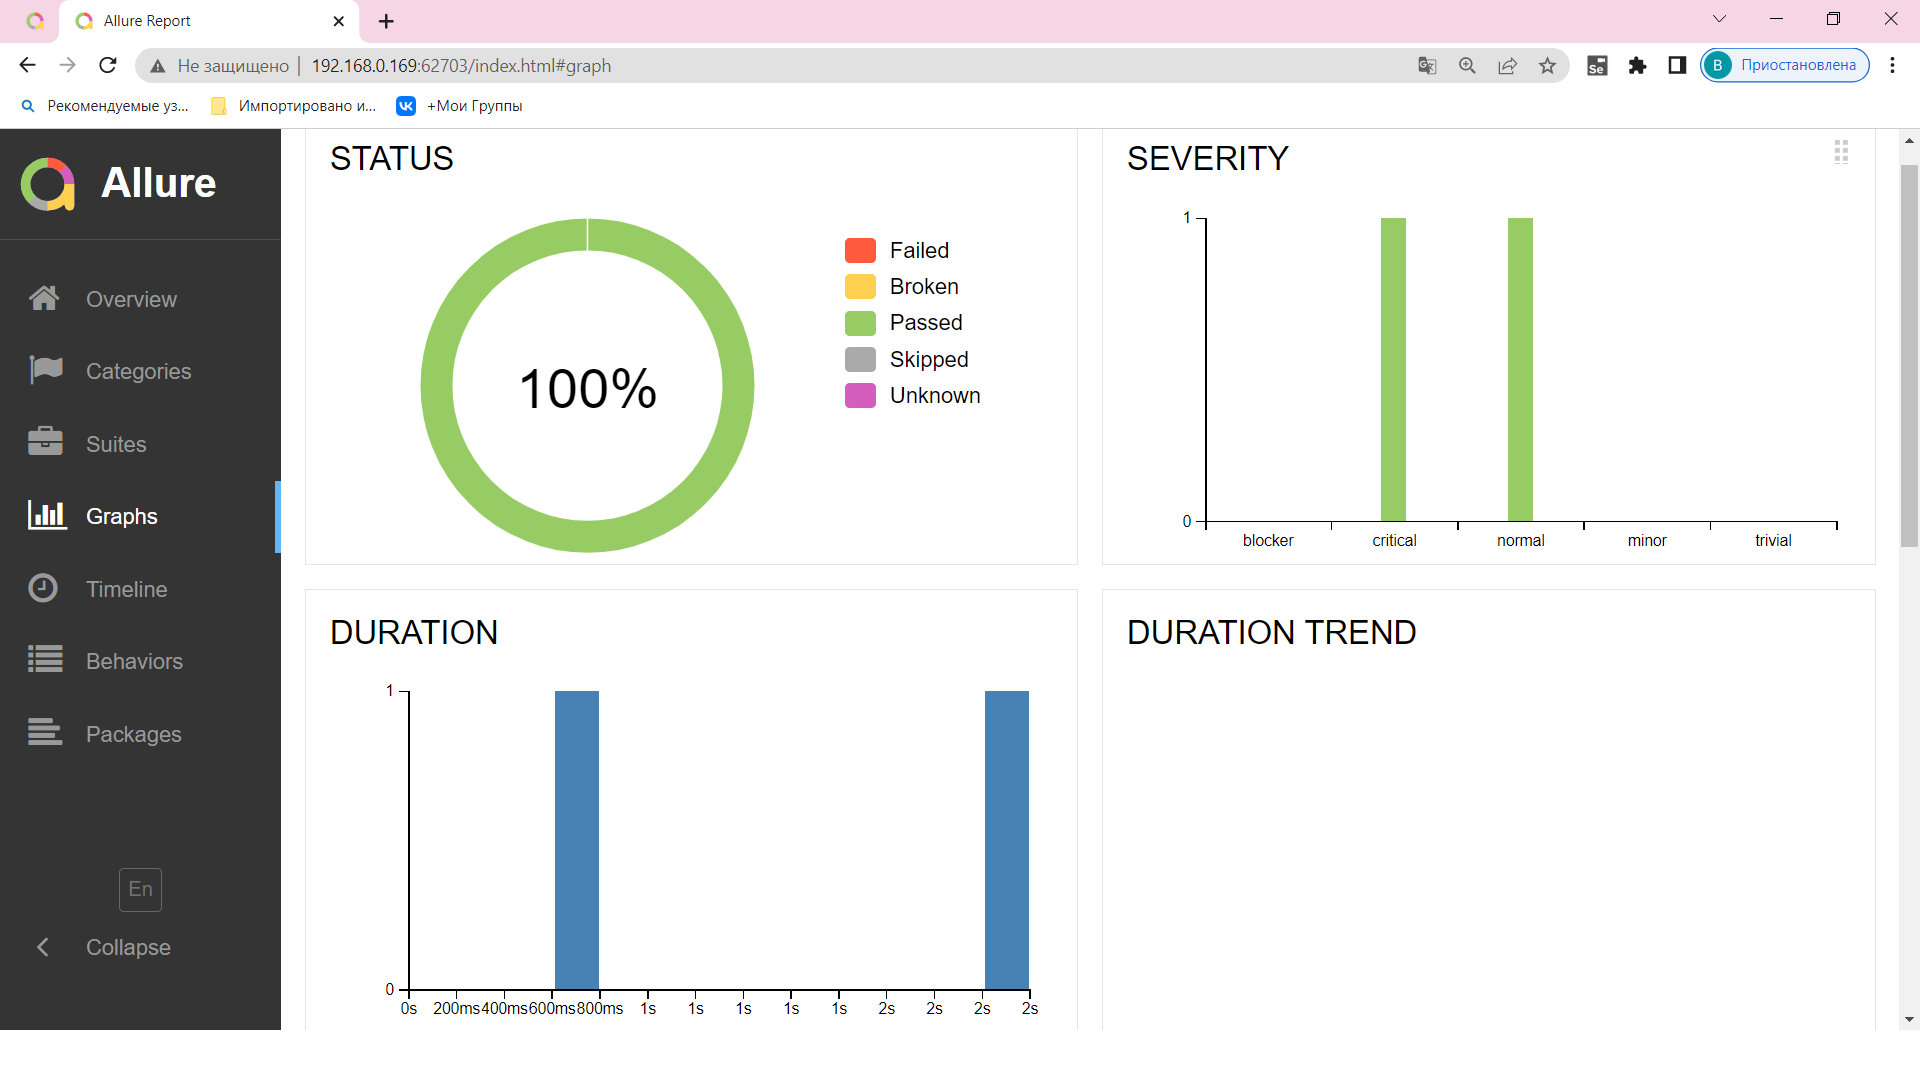 Allure Report
Не защищено | 192.168.0.169:62703/index.html#graph
Se
В Приостановлена
Рекомендуемые уз...
Импортировано и...
+Мои Группы
Allure
Overview
Categories
Suites
Graphs
Timeline
Behaviors
Packages
En
Collapse
STATUS
100%
Failed
Broken
Passed
Skipped
Unknown
SEVERITY
1
0
blocker critical normal minor trivial
DURATION
1
0
0s 200ms 400ms 600ms 800ms 1s 1s 1s 1s 1s 2s 2s 2s 2s
DURATION TREND